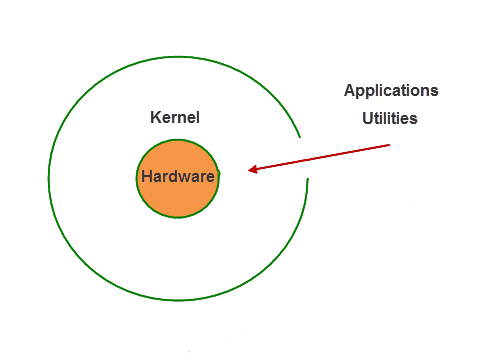 Applications
Utilities
Kernel
Hardware